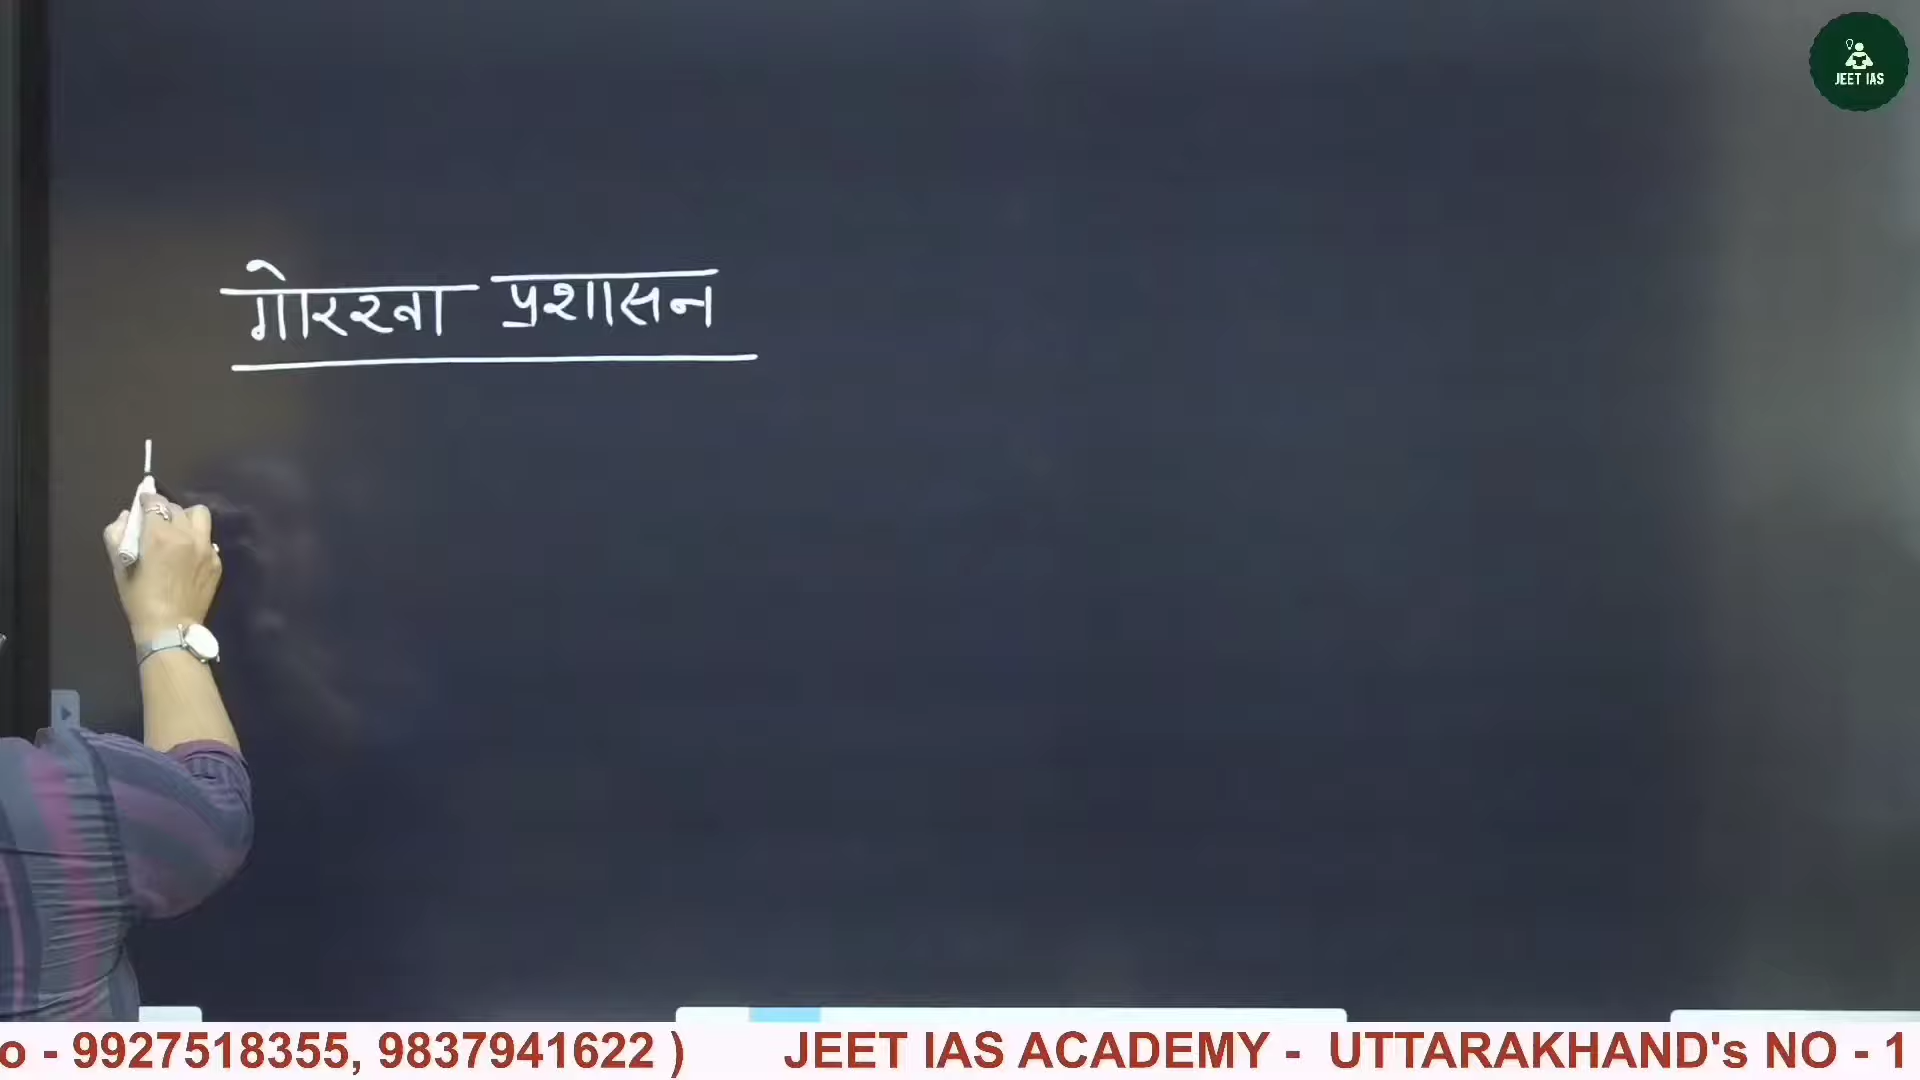 JEET IAS
गोरखा प्रशासन
o - 9927518355, 9837941622 ) JEET IAS ACADEMY - UTTARAKHAND's NO - 1